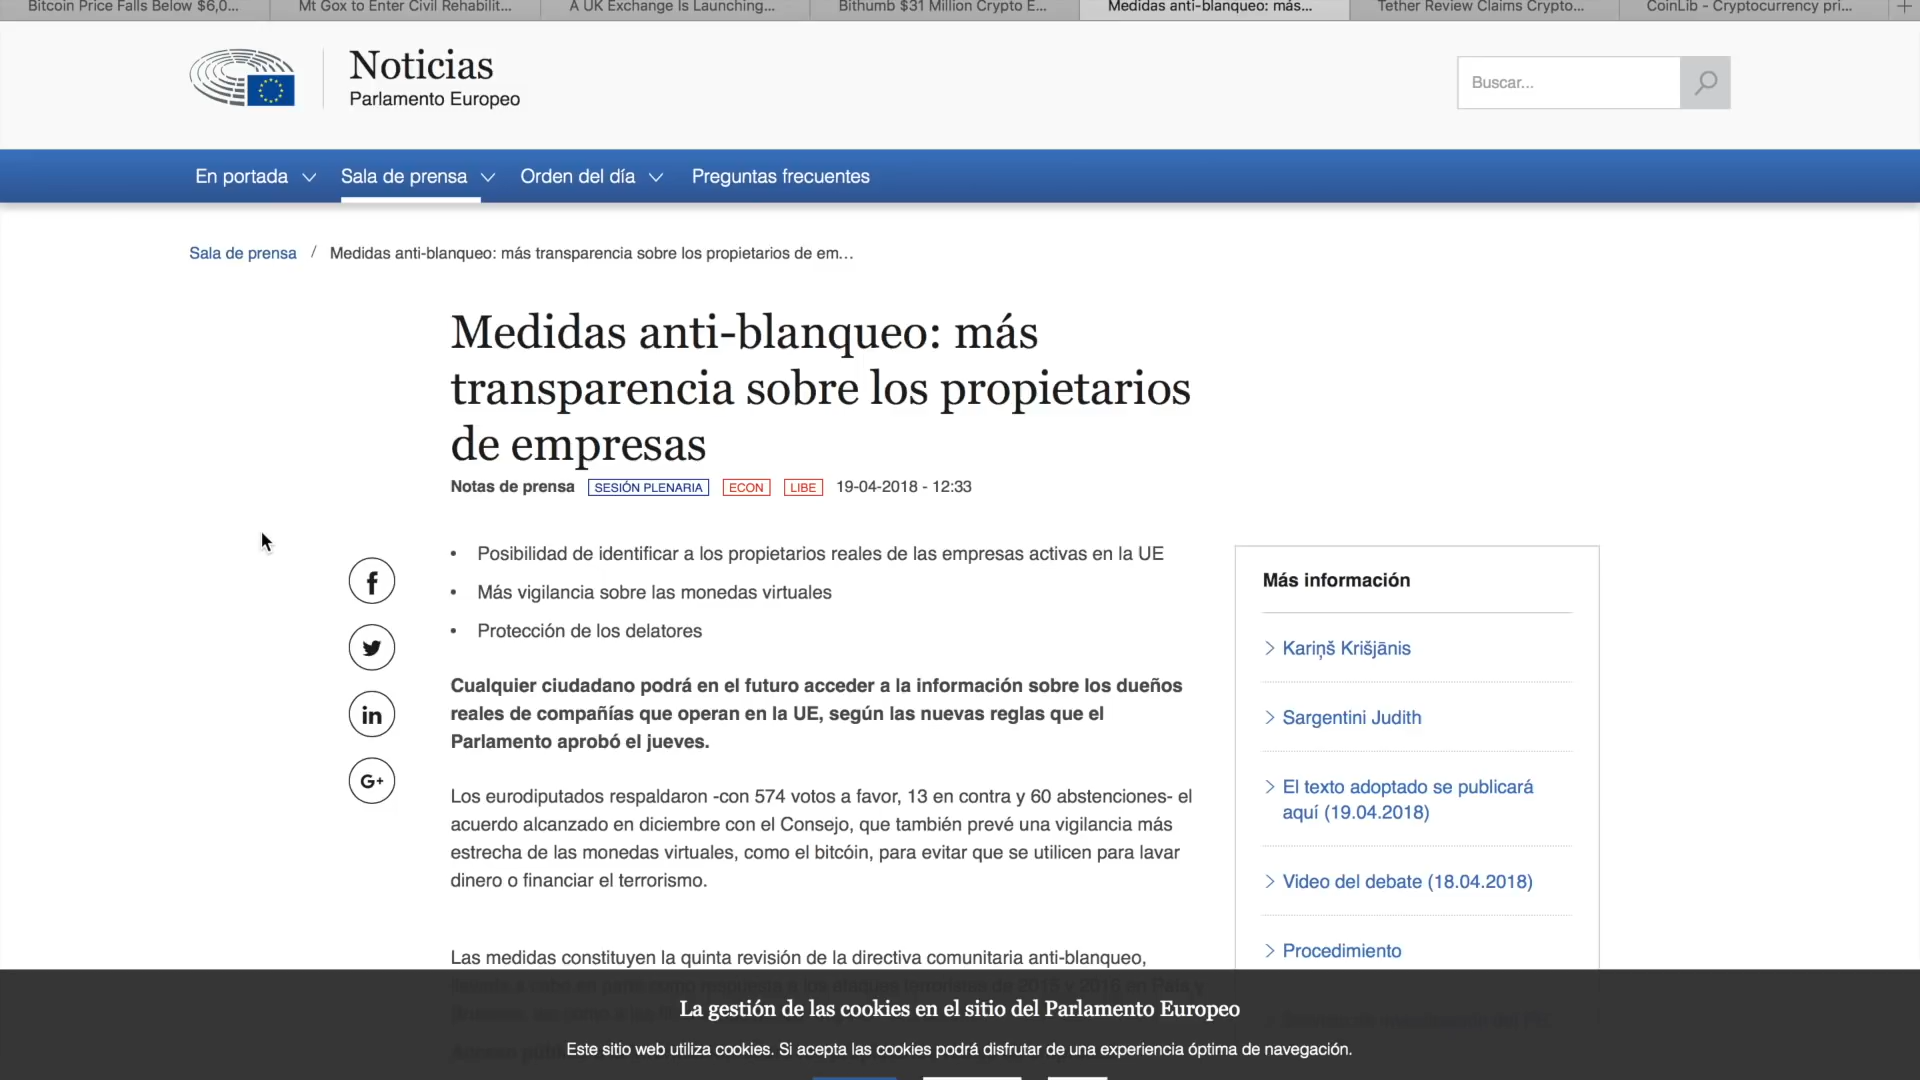 Bitcoin Price Falls Below $6,0...
Mt Gox to Enter Civil Rehabilit...
A UK Exchange Is Launching...
Bithumb $31 Million Crypto E...
Medidas anti-blanqueo: más...
Tether Review Claims Crypto...
CoinLib - Cryptocurrency pri...
Noticias
Parlamento Europeo
Buscar...
En portada
Sala de prensa
Orden del día
Preguntas frecuentes
Sala de prensa / Medidas anti-blanqueo: más transparencia sobre los propietarios de em...
Medidas anti-blanqueo: más
transparencia sobre los propietarios
de empresas
Notas de prensa SESIÓN PLENARIA ECON LIBE 19-04-2018 - 12:33
• Posibilidad de identificar a los propietarios reales de las empresas activas en la UE
• Más vigilancia sobre las monedas virtuales
• Protección de los delatores
Cualquier ciudadano podrá en el futuro acceder a la información sobre los dueños
reales de compañías que operan en la UE, según las nuevas reglas que el
Parlamento aprobó el jueves.
Los eurodiputados respaldaron -con 574 votos a favor, 13 en contra y 60 abstenciones- el
acuerdo alcanzado en diciembre con el Consejo, que también prevé una vigilancia más
estrecha de las monedas virtuales, como el bitcóin, para evitar que se utilicen para lavar
dinero o financiar el terrorismo.
Las medidas constituyen la quinta revisión de la directiva comunitaria anti-blanqueo,
Más información
Kariņš Krišjānis
Sargentini Judith
El texto adoptado se publicará
aquí (19.04.2018)
Video del debate (18.04.2018)
Procedimiento
La gestión de las cookies en el sitio del Parlamento Europeo
Este sitio web utiliza cookies. Si acepta las cookies podrá disfrutar de una experiencia óptima de navegación.